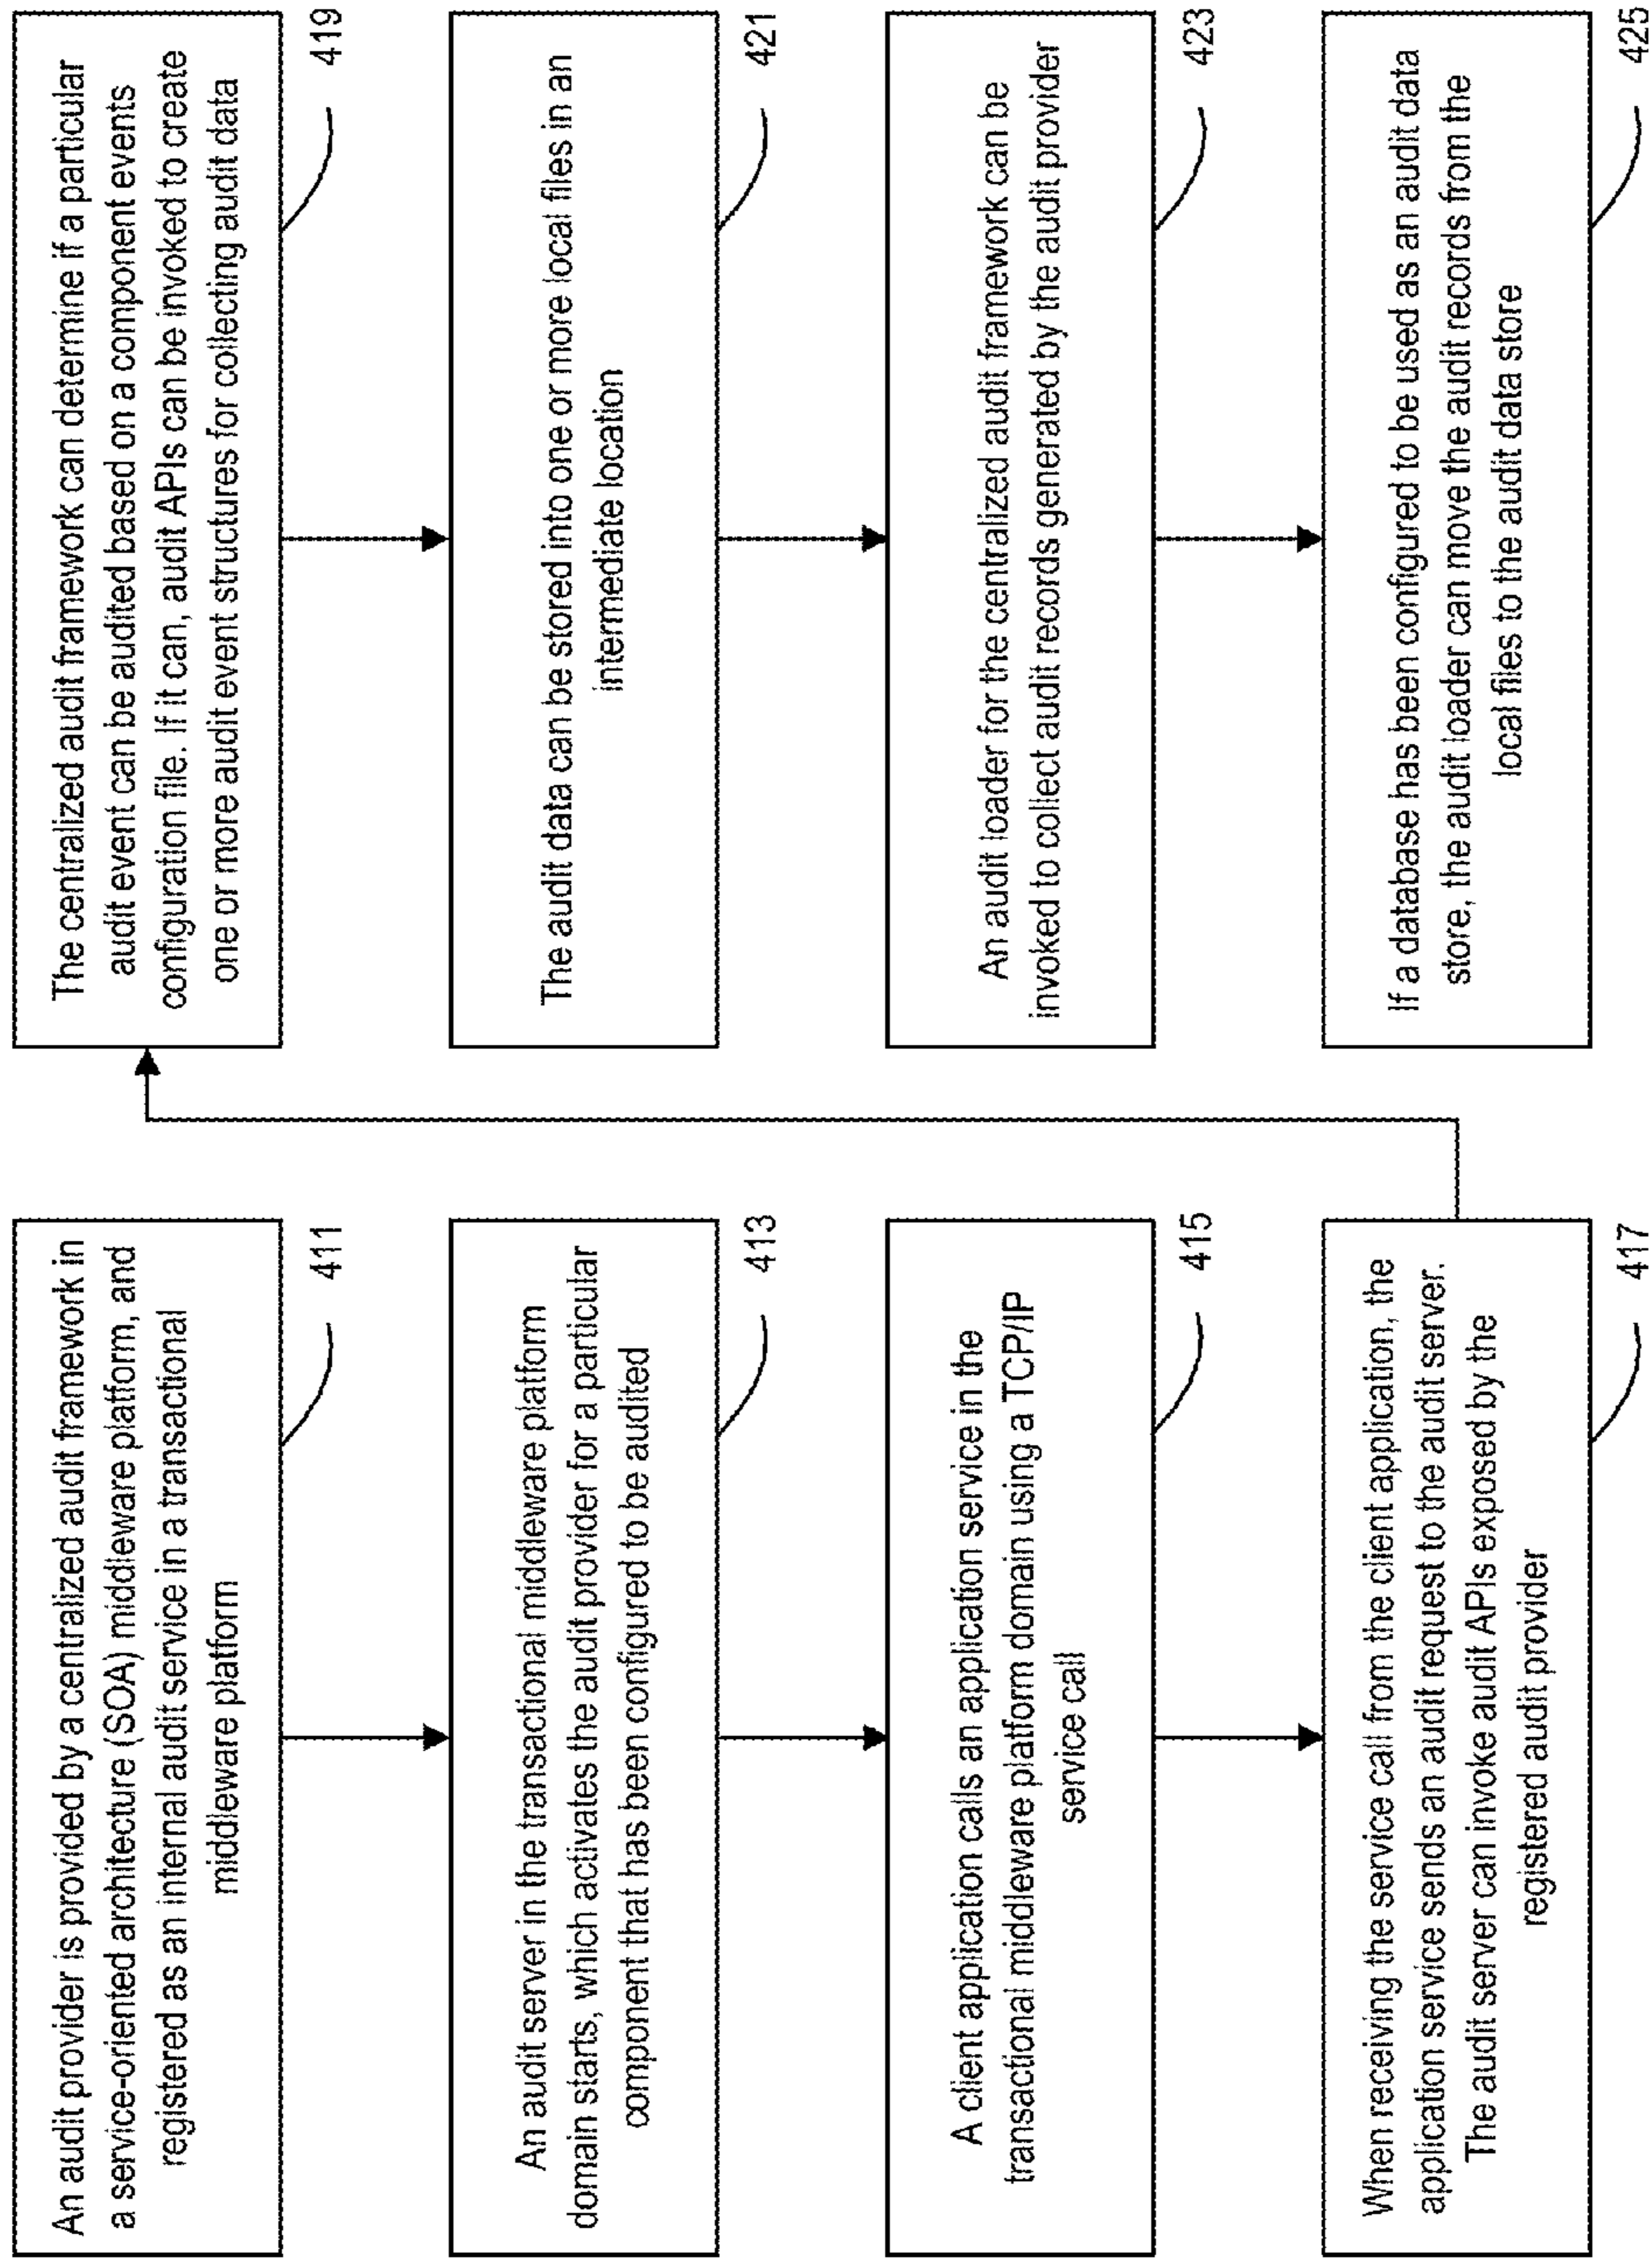 An audit provider is provided by a centralized audit framework in
a service-oriented architecture (SOA) middleware platform, and
registered as an internal audit service in a transactional
middleware platform
411
An audit server in the transactional middleware platform
domain starts, which activates the audit provider for a particular
component that has been configured to be audited
413
A client application calls an application service in the
transactional middleware platform domain using a TCP/IP
service call
415
When receiving the service call from the client application, the
application service sends an audit request to the audit server.
The audit server can invoke audit APIs exposed by the
registered audit provider
417
The centralized audit framework can determine if a particular
audit event can be audited based on a component events
configuration file. If it can, audit APIs can be invoked to create
one or more audit event structures for collecting audit data
419
The audit data can be stored into one or more local files in an
intermediate location
421
An audit loader for the centralized audit framework can be
invoked to collect audit records generated by the audit provider
423
If a database has been configured to be used as an audit data
store, the audit loader can move the audit records from the
local files to the audit data store
425